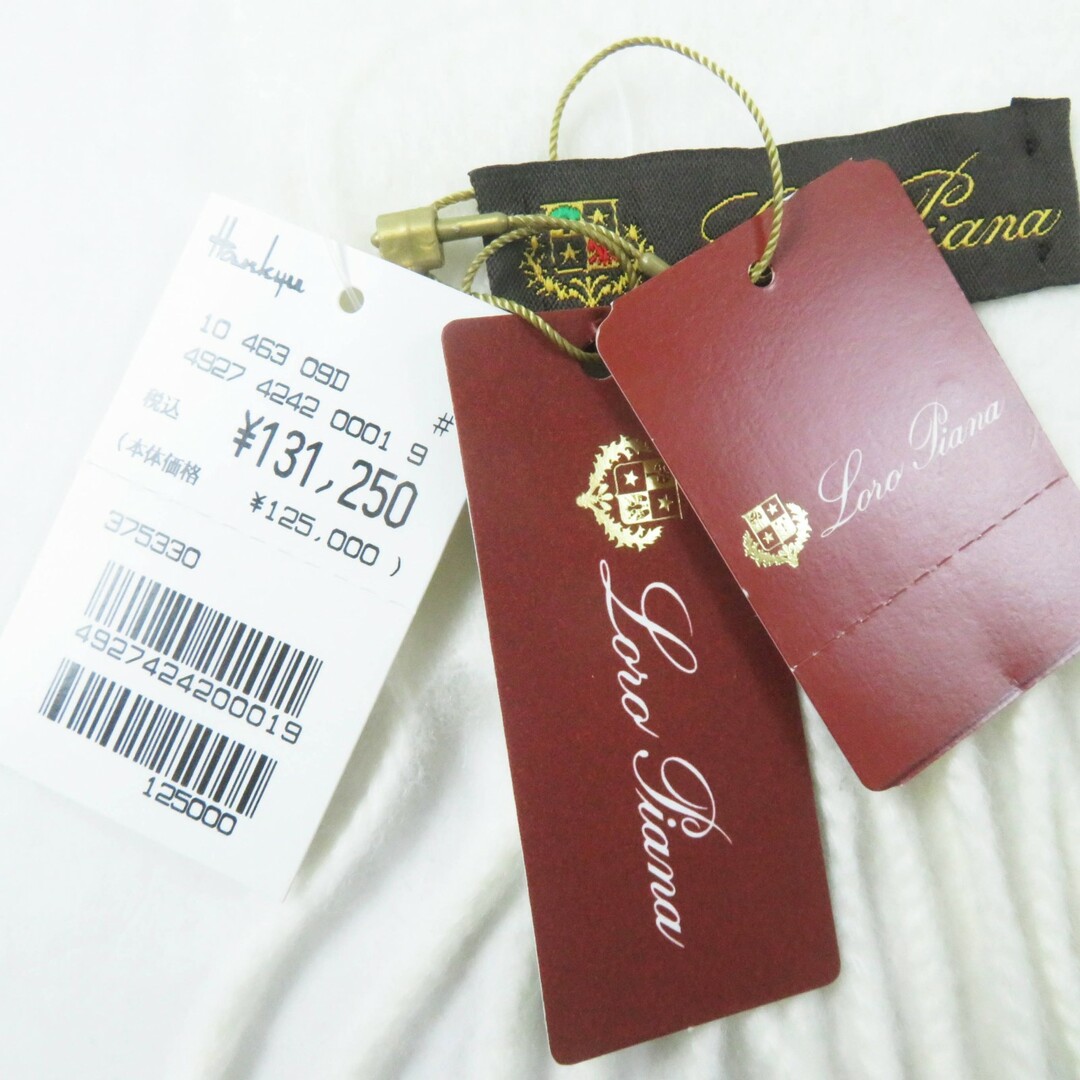 Hankyu
10 463 09D
4927 4242 0001 9 #
税込 ¥131,250
(本体価格 ¥125,000)
375330
4927424200019
125000
Loro Piana
Loro Piana
Piana